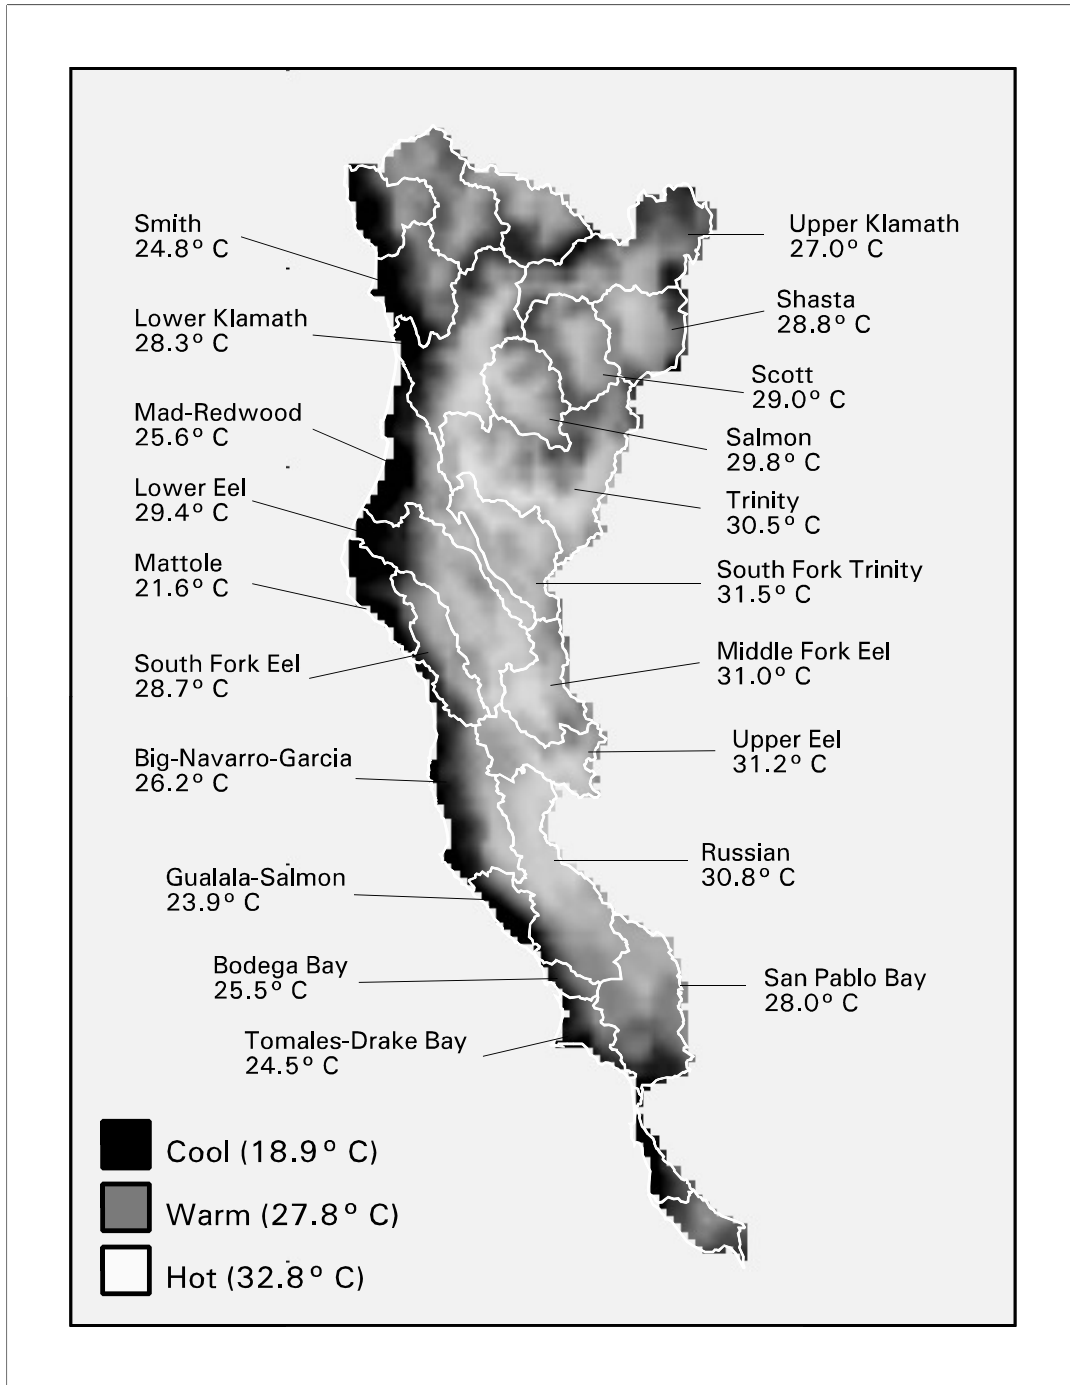 Smith
24.8° C
Lower Klamath
28.3° C
Mad-Redwood
25.6° C
Lower Eel
29.4° C
Mattole
21.6° C
South Fork Eel
28.7° C
Big-Navarro-Garcia
26.2° C
Gualala-Salmon
23.9° C
Bodega Bay
25.5° C
Tomales-Drake Bay
24.5° C
Upper Klamath
27.0° C
Shasta
28.8° C
Scott
29.0° C
Salmon
29.8° C
Trinity
30.5° C
South Fork Trinity
31.5° C
Middle Fork Eel
31.0° C
Upper Eel
31.2° C
Russian
30.8° C
San Pablo Bay
28.0° C
Cool (18.9° C)
Warm (27.8° C)
Hot (32.8° C)